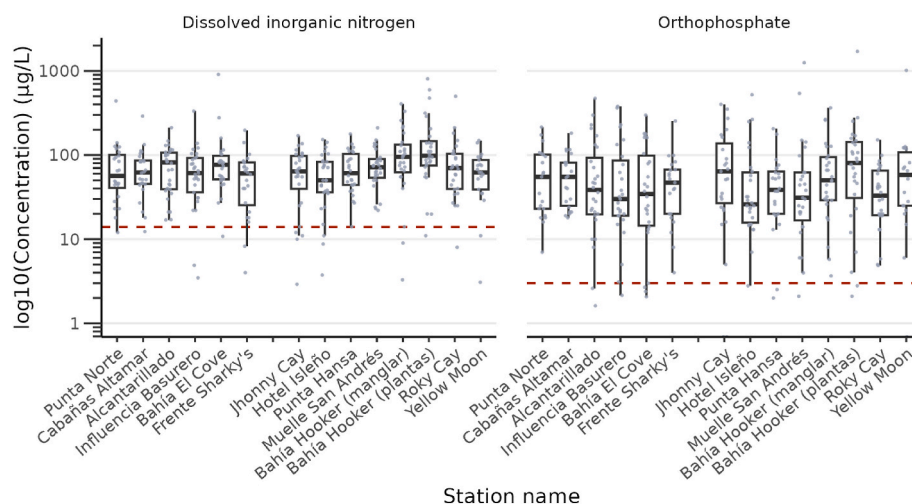 Dissolved inorganic nitrogen
Orthophosphate
log10(Concentration) (µg/L)
1000
100
10
1
Punta Norte
Cabañas Altamar
Alcantarillado
Influencia Basurero
Bahía El Cove
Frente Sharky's
Jhonny Cay
Hotel Isleño
Punta Hansa
Muelle San Andrés
Bahía Hooker (manglar)
Bahía Hooker (plantas)
Roky Cay
Yellow Moon
Punta Norte
Cabañas Altamar
Alcantarillado
Influencia Basurero
Bahía El Cove
Frente Sharky's
Jhonny Cay
Hotel Isleño
Punta Hansa
Muelle San Andrés
Bahía Hooker (manglar)
Bahía Hooker (plantas)
Roky Cay
Yellow Moon
Station name